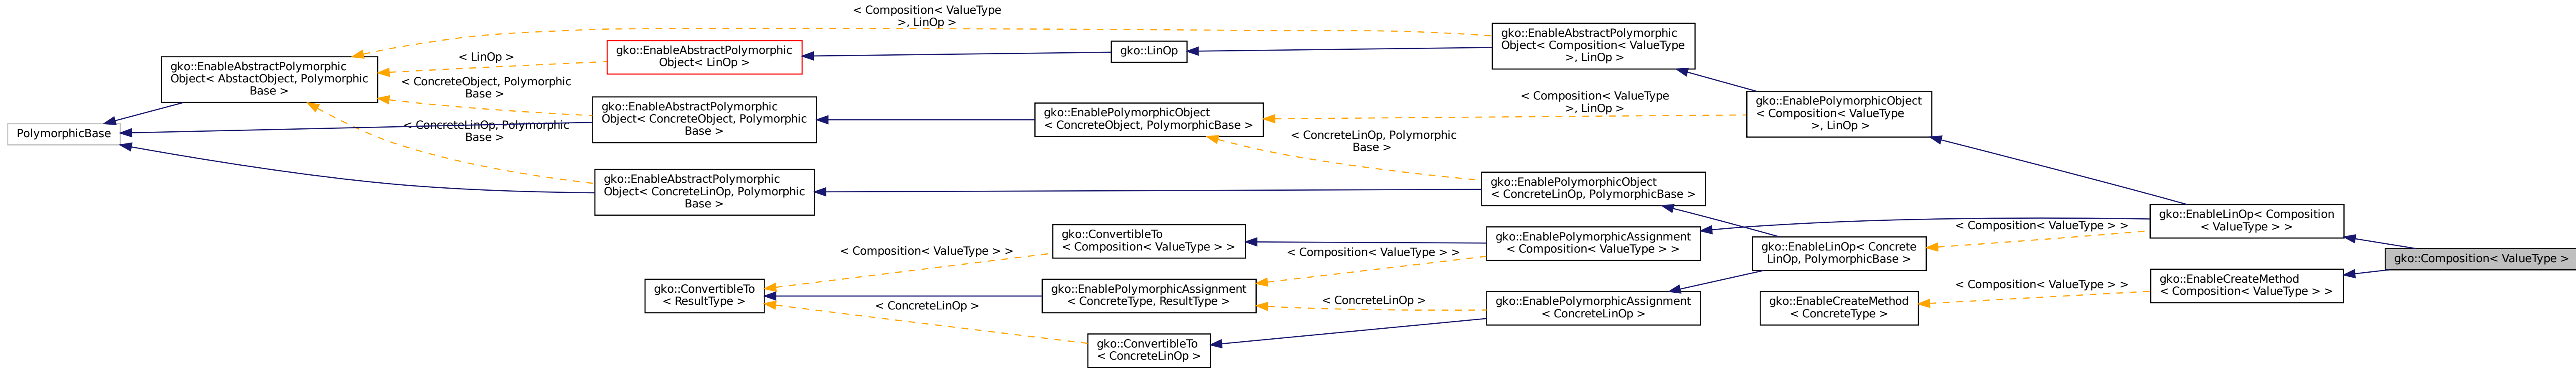 < Composition< ValueType
>, LinOp >
gko::EnableAbstractPolymorphic
Object< Composition< ValueType
>, LinOp >
gko::EnableAbstractPolymorphic
Object< LinOp >
gko::LinOp
< LinOp >
gko::EnableAbstractPolymorphic
Object< AbstactObject, Polymorphic
Base >
< ConcreteObject, Polymorphic
Base >
gko::EnableAbstractPolymorphic
Object< ConcreteObject, Polymorphic
Base >
gko::EnablePolymorphicObject
< ConcreteObject, PolymorphicBase >
< Composition< ValueType
>, LinOp >
gko::EnablePolymorphicObject
< Composition< ValueType
>, LinOp >
PolymorphicBase
< ConcreteLinOp, Polymorphic
Base >
< ConcreteLinOp, Polymorphic
Base >
gko::EnableAbstractPolymorphic
Object< ConcreteLinOp, Polymorphic
Base >
gko::EnablePolymorphicObject
< ConcreteLinOp, PolymorphicBase >
gko::EnableLinOp< Composition
< ValueType > >
< Composition< ValueType > >
gko::ConvertibleTo
< Composition< ValueType > >
gko::EnablePolymorphicAssignment
< Composition< ValueType > >
gko::EnableLinOp< Concrete
LinOp, PolymorphicBase >
< Composition< ValueType > >
< Composition< ValueType > >
gko::Composition< ValueType >
gko::ConvertibleTo
< ResultType >
gko::EnablePolymorphicAssignment
< ConcreteType, ResultType >
gko::EnableCreateMethod
< Composition< ValueType > >
< Composition< ValueType > >
< ConcreteLinOp >
< ConcreteLinOp >
gko::EnablePolymorphicAssignment
< ConcreteLinOp >
gko::EnableCreateMethod
< ConcreteType >
gko::ConvertibleTo
< ConcreteLinOp >